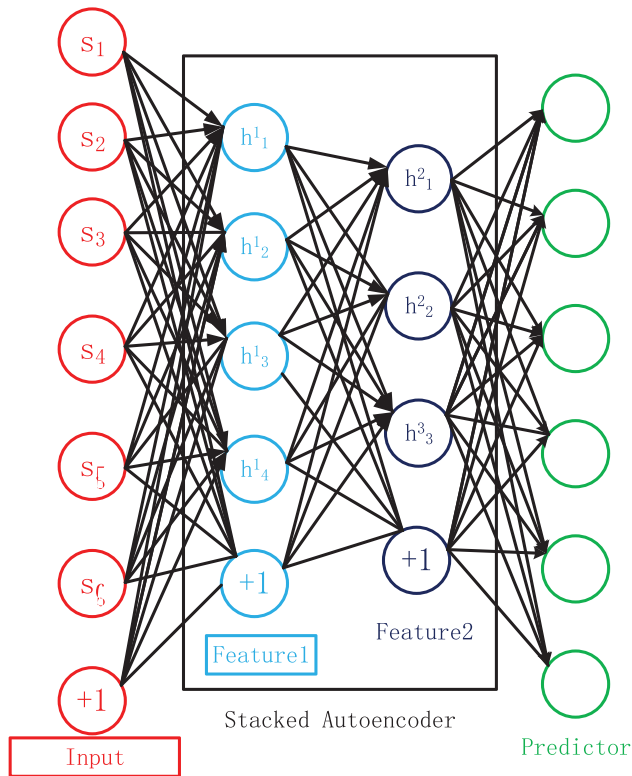 s₁
s₂
s₃
s₄
s₅
s₆
+1
Input
h¹₁
h¹₂
h¹₃
h¹₄
+1
Feature1
h²₁
h²₂
h³₃
+1
Feature2
Stacked Autoencoder
Predictor